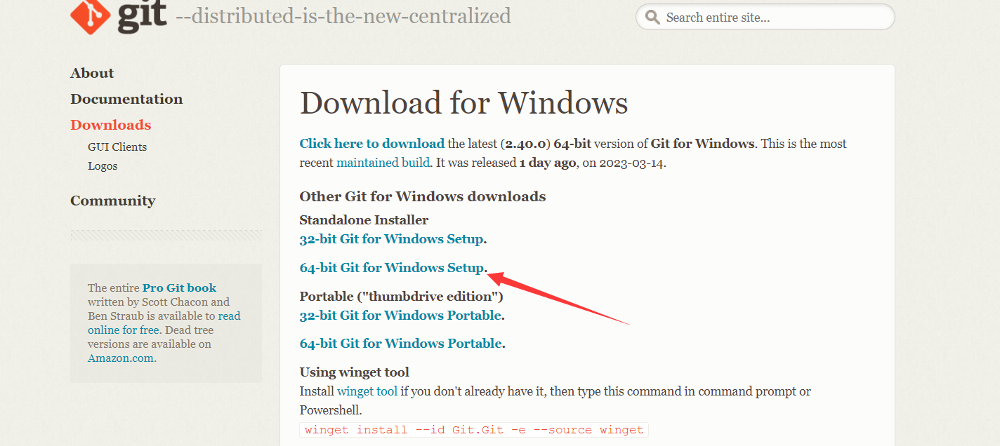 git --distributed-is-the-new-centralized
Search entire site...
About
Documentation
Downloads
GUI Clients
Logos
Community
The entire Pro Git book
written by Scott Chacon and
Ben Straub is available to read
online for free. Dead tree
versions are available on
Amazon.com.
Download for Windows
Click here to download the latest (2.40.0) 64-bit version of Git for Windows. This is the most
recent maintained build. It was released 1 day ago, on 2023-03-14.
Other Git for Windows downloads
Standalone Installer
32-bit Git for Windows Setup.
64-bit Git for Windows Setup.
Portable ("thumbdrive edition")
32-bit Git for Windows Portable.
64-bit Git for Windows Portable.
Using winget tool
Install winget tool if you don't already have it, then type this command in command prompt or
Powershell.
winget install --id Git.Git -e --source winget